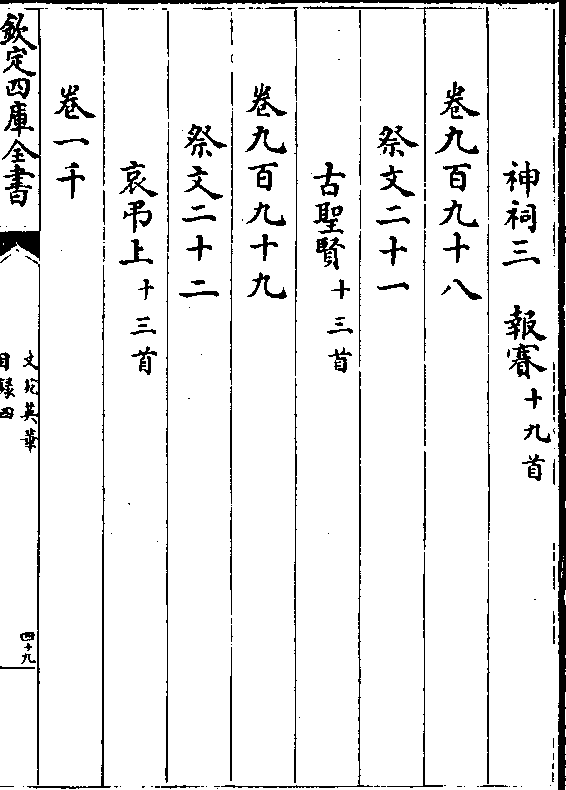 神祠三　報賽十九首
卷九百九十八
祭文二十一
古聖賢十三首
卷九百九十九
祭文二十二
哀弔上十三首
卷一千
欽定四庫全書
文苑英華
目録四
四十九